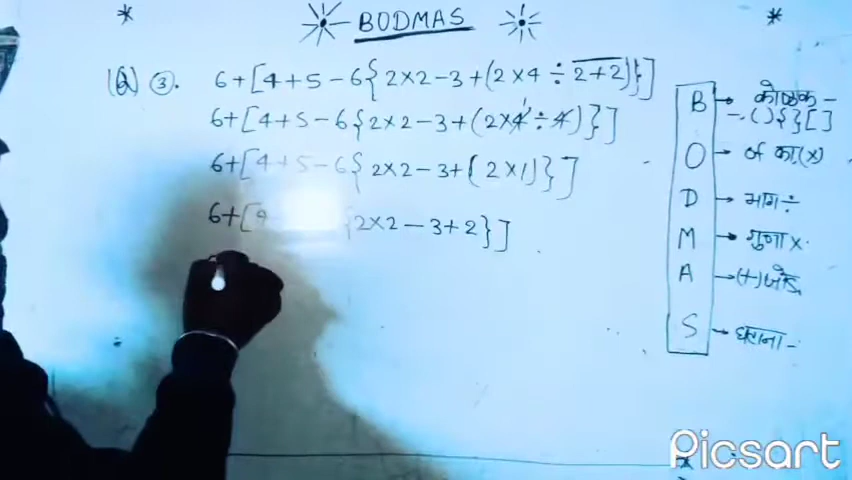 BODMAS
(Q) ③. 6+[4+5-6{2×2-3+(2×4÷2+2)}]
6+[4+5-6{2×2-3+(2×4÷4)}]
6+[4+5-6{2×2-3+(2×1)}]
6+[4 {2×2-3+2}]
B → कोष्ठक - -.(){}[]
O → of का(×)
D → भाग÷
M → गुणा×
A → (+)जोड़
S → घटाना-
Picsart